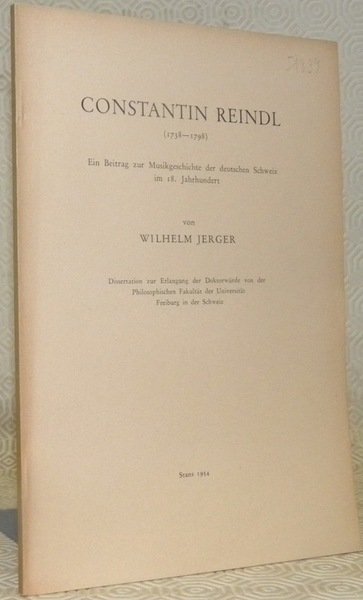 CONSTANTIN REINDL
(1738—1798)
Ein Beitrag zur Musikgeschichte der deutschen Schweiz
im 18. Jahrhundert
von
WILHELM JERGER
Dissertation zur Erlangung der Doktorwürde von der
Philosophischen Fakultät der Universität
Freiburg in der Schweiz
Stans 1954